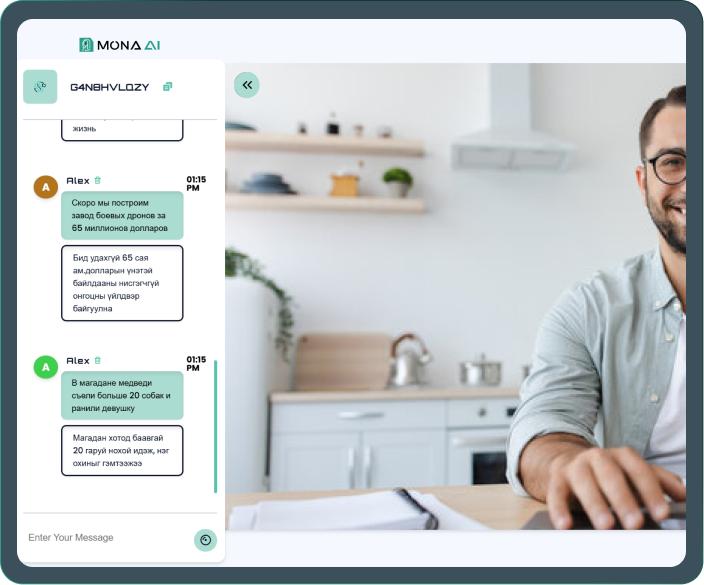 MONA AI
G4N8HVLQZY
жизнь
Alex
01:15
PM
A
Скоро мы построим
завод боевых дронов за
65 миллионов долларов
Бид удахгүй 65 сая
ам.долларын үнэтэй
байлдааны нисгэгчгүй
онгоцны үйлдвэр
байгуулна
Alex
01:15
PM
A
В магадане медведи
съели больше 20 собак и
ранили девушку
Магадан хотод баавгай
20 гаруй нохой идэж, нэг
охиныг гэмтээжээ
Enter Your Message